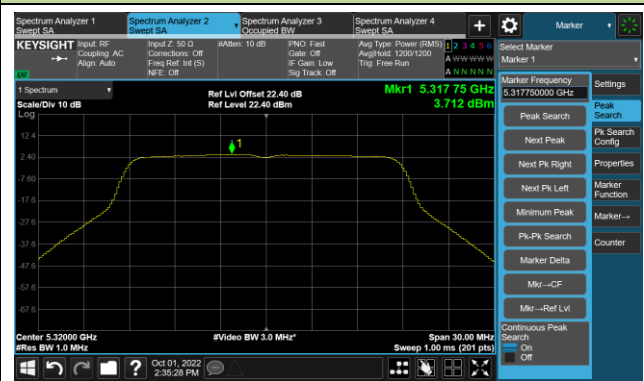 Spectrum Analyzer 1
Swept SA
Spectrum Analyzer 2
Swept SA
Spectrum Analyzer 3
Occupied BW
Spectrum Analyzer 4
Swept SA
+
Marker
KEYSIGHT
Input: RF
Coupling: AC
Align: Auto
Input Z: 50 Ω
Corrections: Off
Freq Ref: Int (S)
NFE: Off
#Atten: 10 dB
PNO: Fast
Gate: Off
IF Gain: Low
Sig Track: Off
Avg Type: Power (RMS)
Avg|Hold: 1200/1200
Trig: Free Run
1 2 3 4 5 6
A W W W W W
A N N N N N
Select Marker
Marker 1
1 Spectrum
Scale/Div 10 dB
Log
Ref Lvl Offset 22.40 dB
Ref Level 22.40 dBm
Mkr1 5.317 75 GHz
3.712 dBm
12.4
2.40
-7.60
-17.6
-27.6
-37.6
-47.6
-57.6
-67.6
1
Center 5.32000 GHz
#Res BW 1.0 MHz
#Video BW 3.0 MHz*
Span 30.00 MHz
Sweep 1.00 ms (201 pts)
Marker Frequency
5.317750000 GHz
Peak Search
Next Peak
Next Pk Right
Next Pk Left
Minimum Peak
Pk-Pk Search
Marker Delta
Mkr→CF
Mkr→Ref Lvl
Continuous Peak
Search
On
Off
Settings
Peak
Search
Pk Search
Config
Properties
Marker
Function
Marker→
Counter
?
Oct 01, 2022
2:35:28 PM